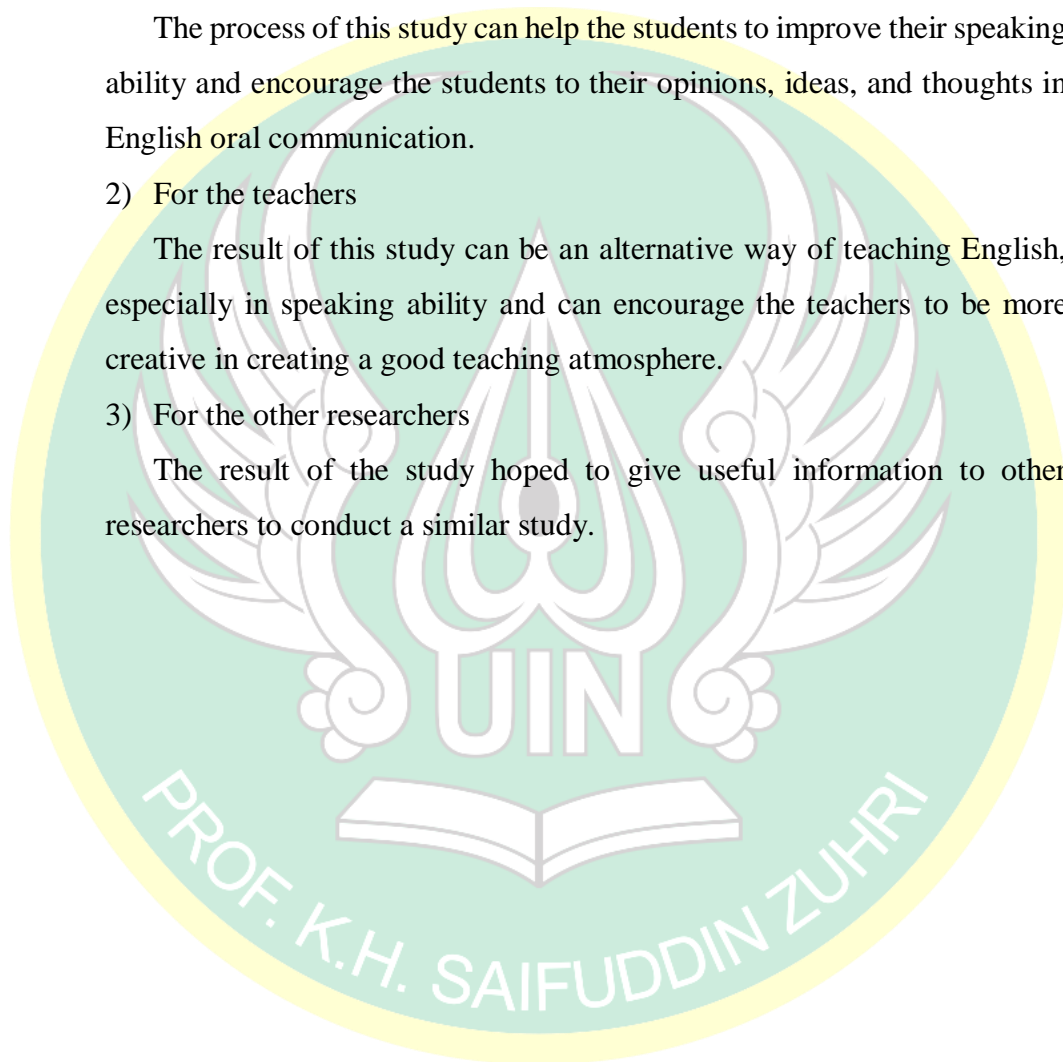 The process of this study can help the students to improve their speaking
ability and encourage the students to their opinions, ideas, and thoughts in
English oral communication.
2) For the teachers
The result of this study can be an alternative way of teaching English,
especially in speaking ability and can encourage the teachers to be more
creative in creating a good teaching atmosphere.
3) For the other researchers
The result of the study hoped to give useful information to other
researchers to conduct a similar study.
UIN
PROF. K.H. SAIFUDDIN ZUHRI